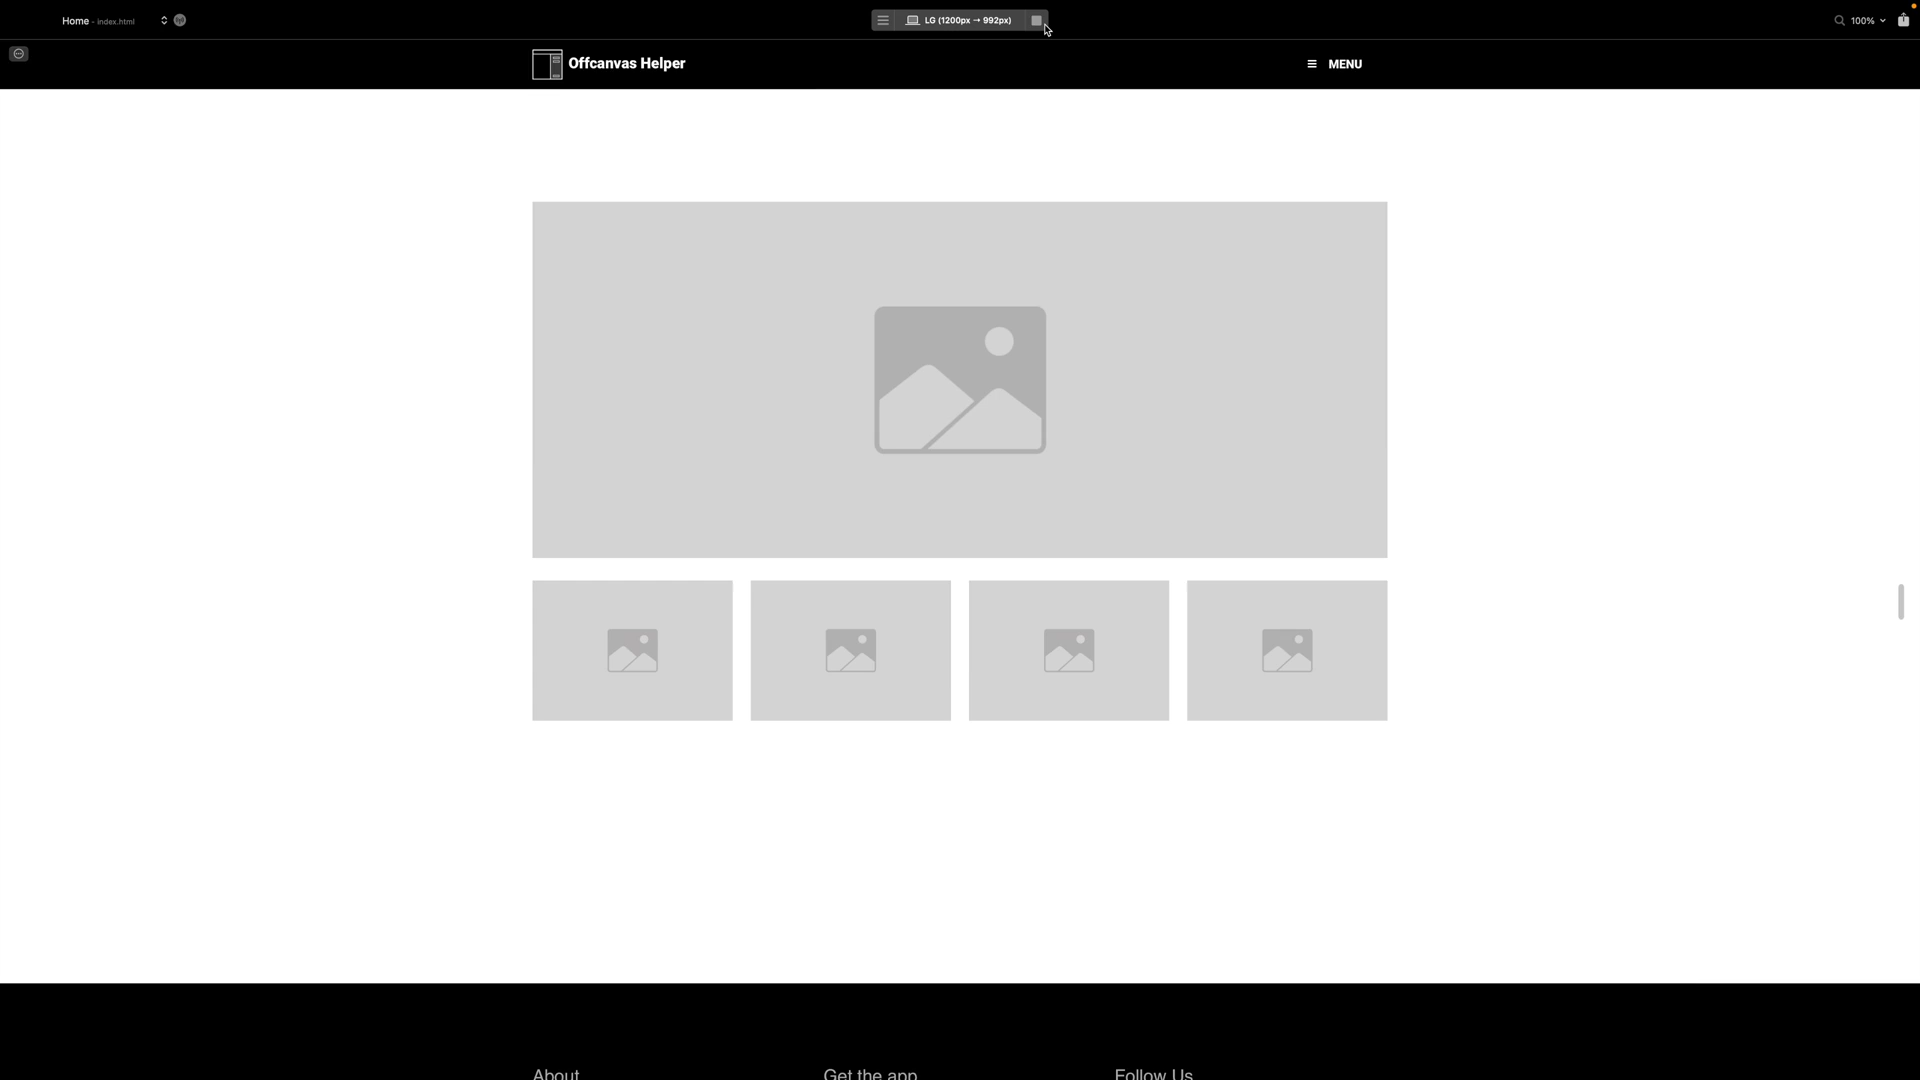 Home - index.html
LG (1200px → 992px)
100%
Offcanvas Helper
MENU
About
Get the app
Follow Us